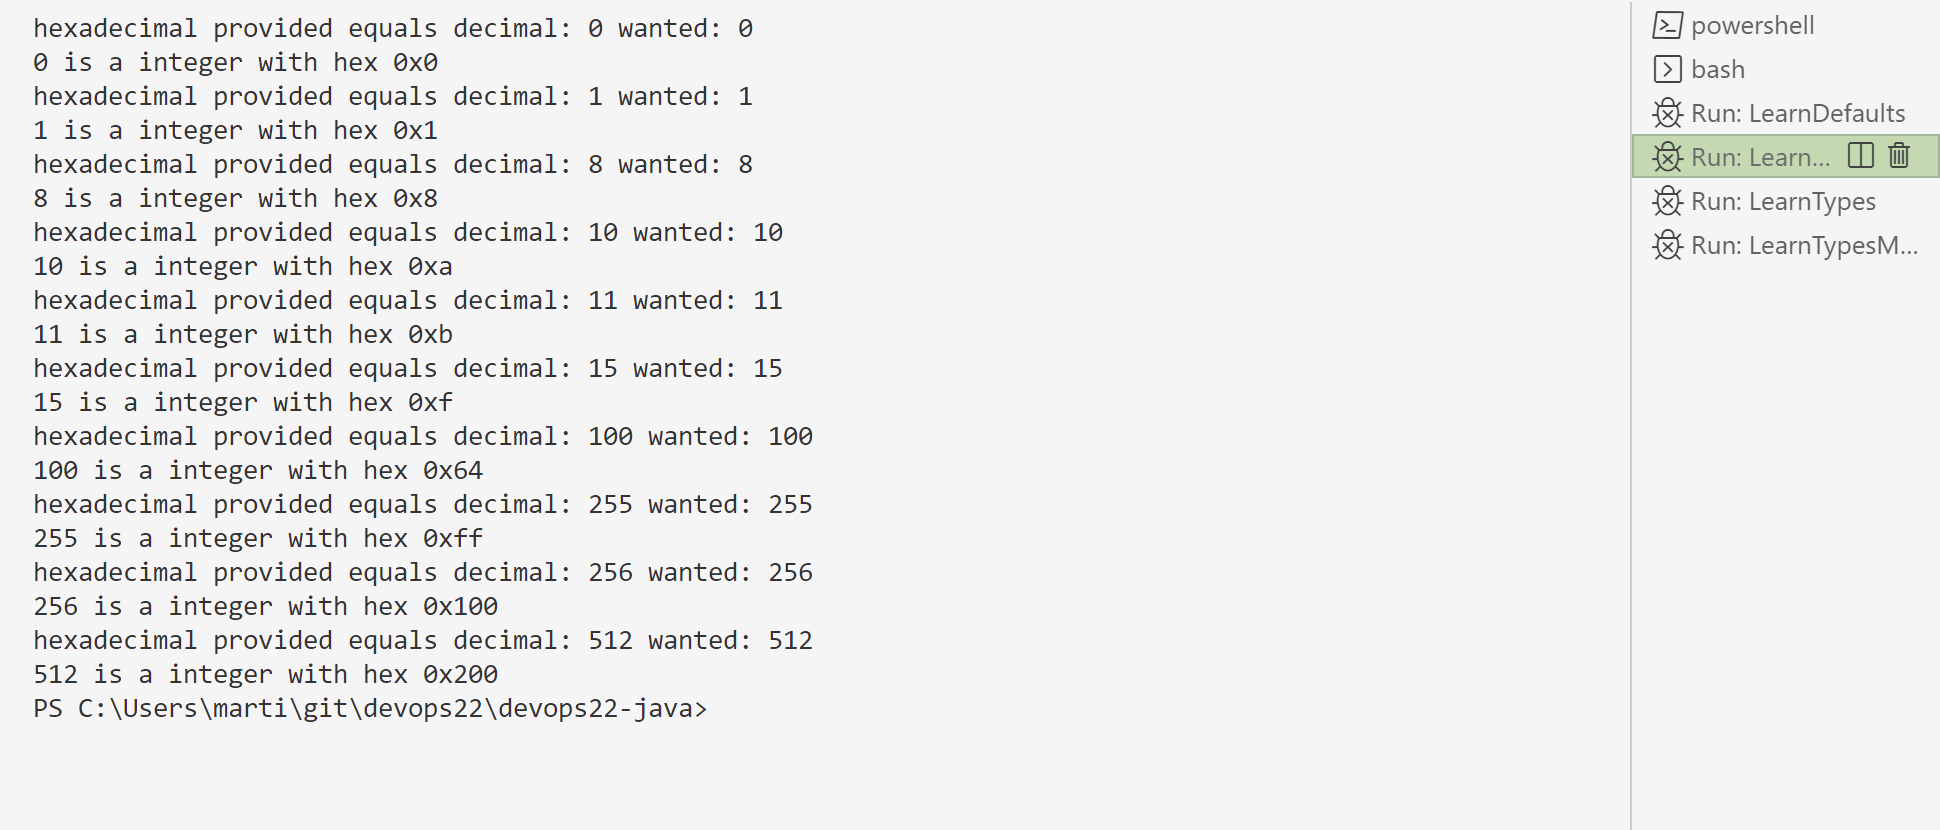 hexadecimal provided equals decimal: 0 wanted: 0
0 is a integer with hex 0x0
hexadecimal provided equals decimal: 1 wanted: 1
1 is a integer with hex 0x1
hexadecimal provided equals decimal: 8 wanted: 8
8 is a integer with hex 0x8
hexadecimal provided equals decimal: 10 wanted: 10
10 is a integer with hex 0xa
hexadecimal provided equals decimal: 11 wanted: 11
11 is a integer with hex 0xb
hexadecimal provided equals decimal: 15 wanted: 15
15 is a integer with hex 0xf
hexadecimal provided equals decimal: 100 wanted: 100
100 is a integer with hex 0x64
hexadecimal provided equals decimal: 255 wanted: 255
255 is a integer with hex 0xff
hexadecimal provided equals decimal: 256 wanted: 256
256 is a integer with hex 0x100
hexadecimal provided equals decimal: 512 wanted: 512
512 is a integer with hex 0x200
PS C:\Users\marti\git\devops22\devops22-java>
powershell
bash
Run: LearnDefaults
Run: Learn...
Run: LearnTypes
Run: LearnTypesM...